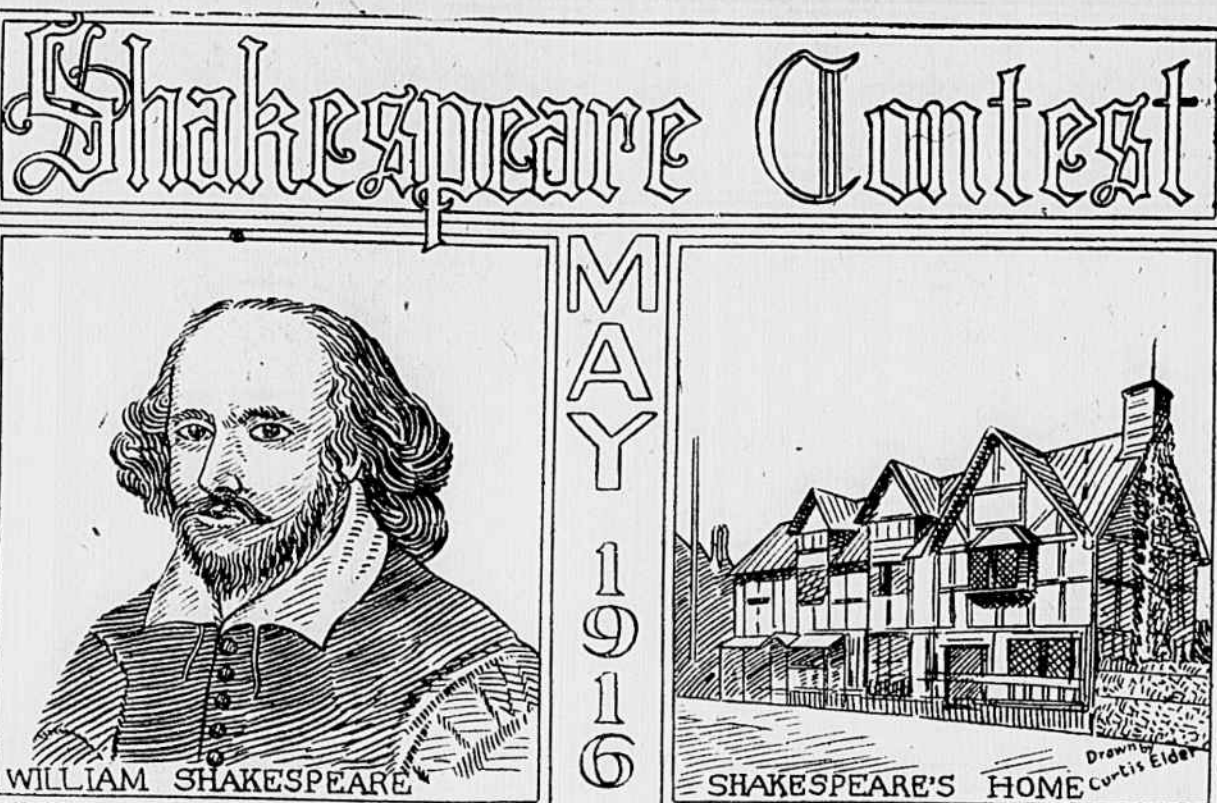 Shakespeare Contest
MAY
1916
WILLIAM SHAKESPEARE
SHAKESPEARE'S HOME
Drawn by
Curtis Elder